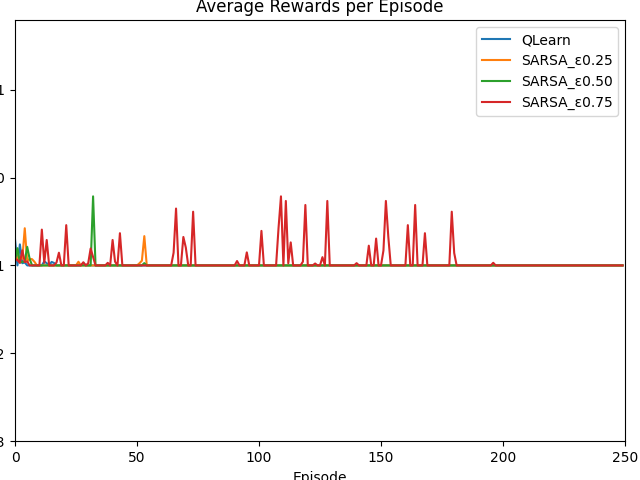 Average Rewards per Episode
QLearn
SARSA_ε0.25
SARSA_ε0.50
SARSA_ε0.75
1
0
1
2
3
0 50 100 150 200 250
Episode